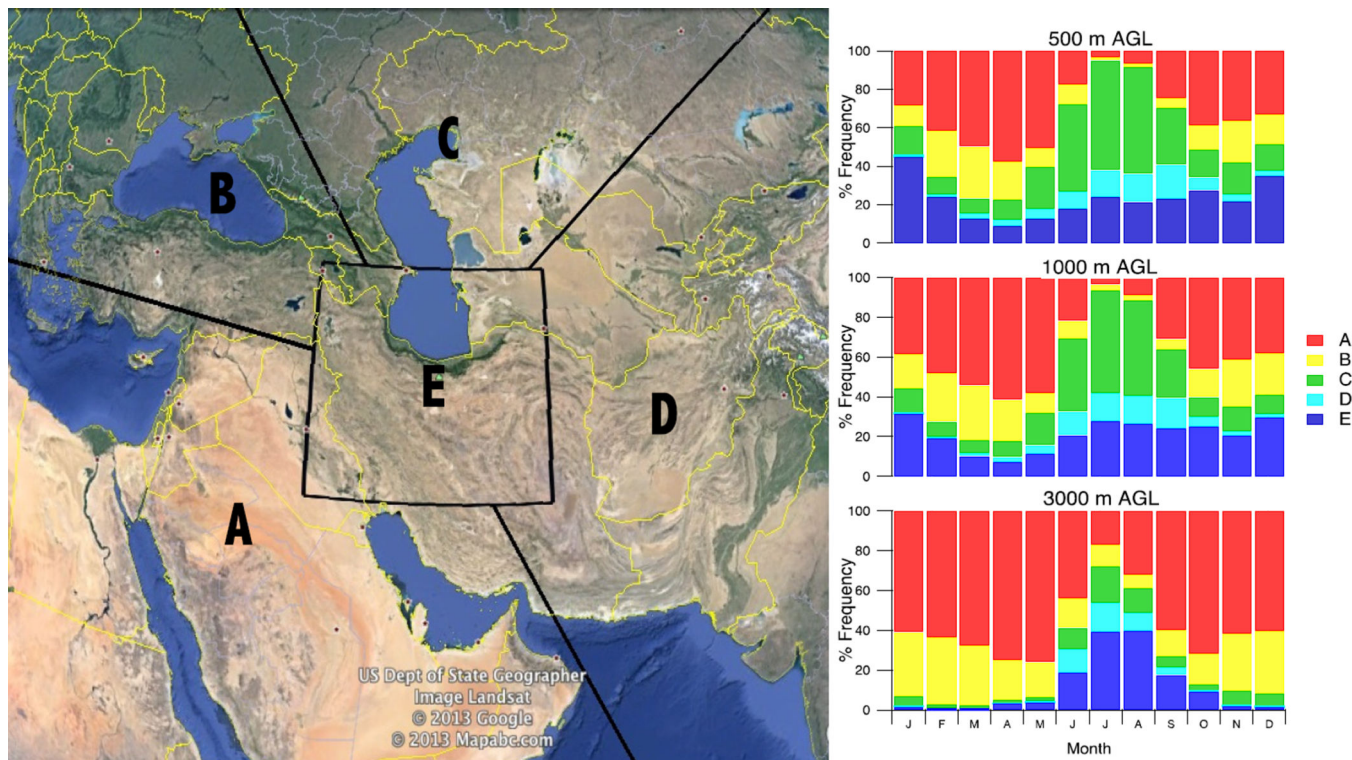 B
C
A
E
D
US Dept of State Geographer
Image Landsat
© 2013 Google
© 2013 Mapabc.com
500 m AGL
% Frequency
100
80
60
40
20
0
1000 m AGL
% Frequency
100
80
60
40
20
0
A
B
C
D
E
3000 m AGL
% Frequency
100
80
60
40
20
0
J F M A M J J A S O N D
Month